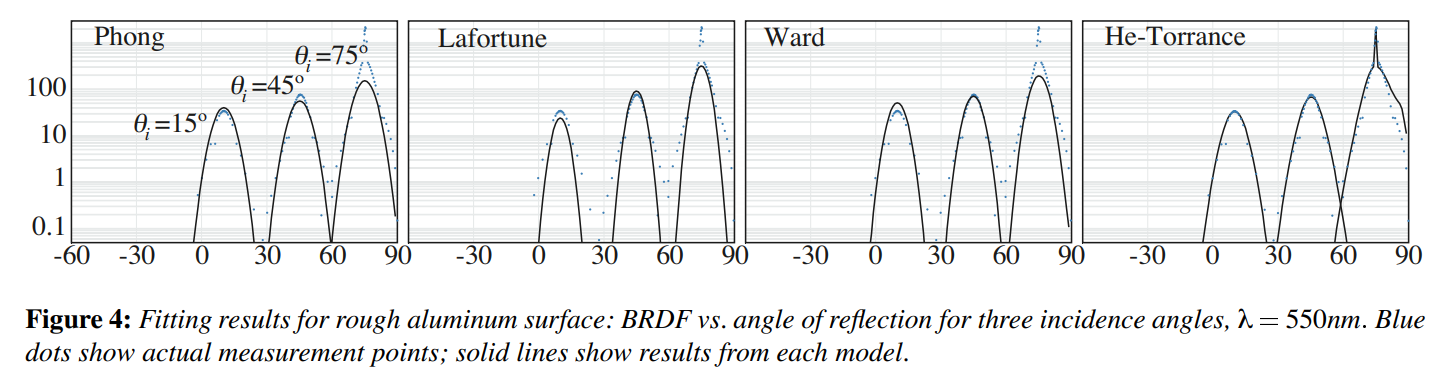 Phong
Lafortune
Ward
He-Torrance
θi=75º
θi=45º
θi=15º
100
10
1
0.1
-60 -30 0 30 60 90 -30 0 30 60 90 -30 0 30 60 90 -30 0 30 60 90
Figure 4: Fitting results for rough aluminum surface: BRDF vs. angle of reflection for three incidence angles, λ = 550nm. Blue
dots show actual measurement points; solid lines show results from each model.